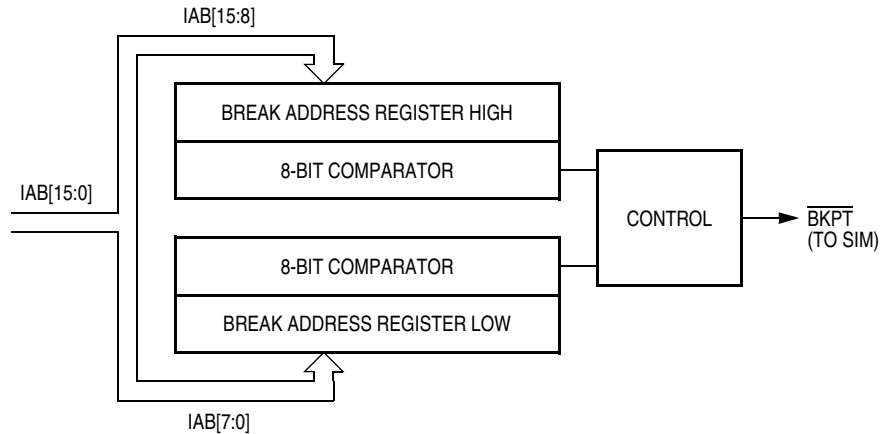 IAB[15:8]
BREAK ADDRESS REGISTER HIGH
8-BIT COMPARATOR
IAB[15:0]
CONTROL
BKPT
(TO SIM)
8-BIT COMPARATOR
BREAK ADDRESS REGISTER LOW
IAB[7:0]